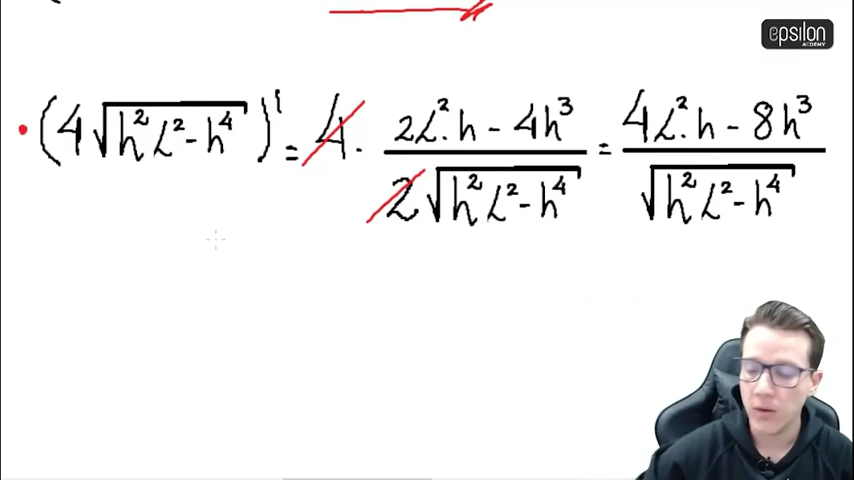 epsilon
ACADEMY
(4√(h²L²-h⁴))' = 4 · (2L²·h - 4h³)/(2√(h²L²-h⁴)) = (4L²·h - 8h³)/√(h²L²-h⁴)